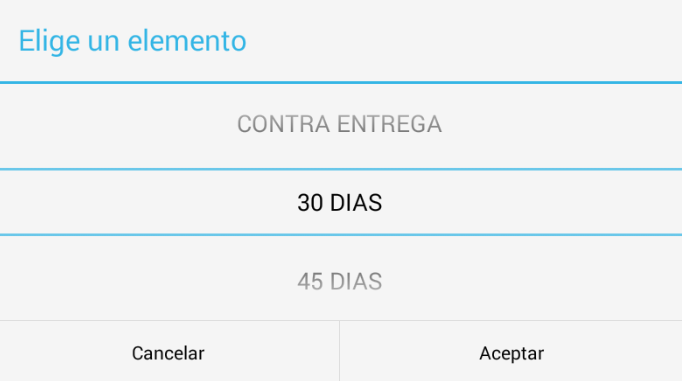 Elige un elemento
CONTRA ENTREGA
30 DIAS
45 DIAS
Cancelar
Aceptar